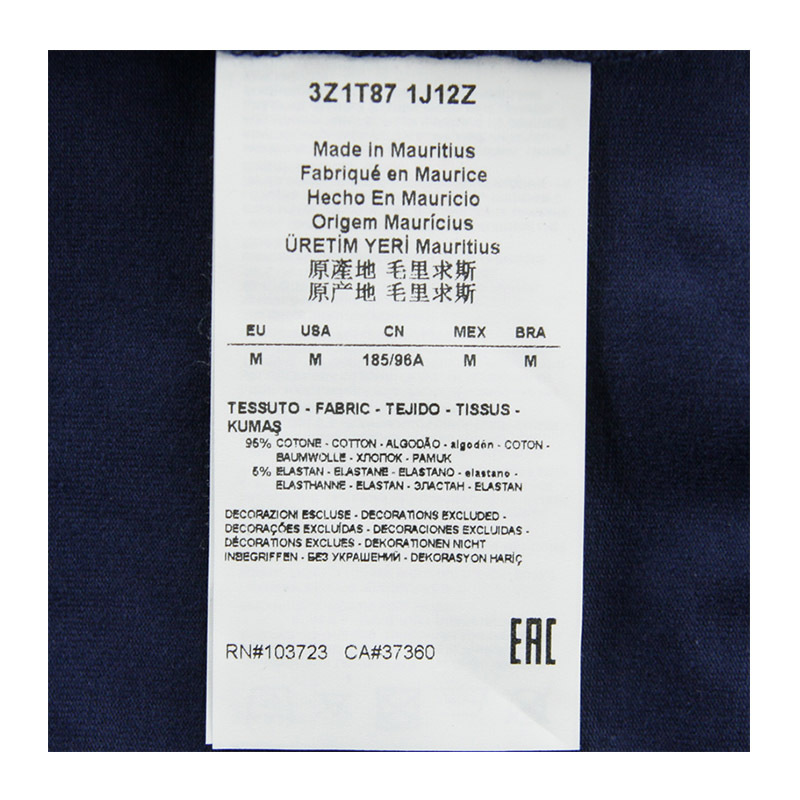 3Z1T87 1J12Z
Made in Mauritius
Fabriqué en Maurice
Hecho En Mauricio
Origem Maurícius
ÜRETİM YERİ Mauritius
原產地 毛里求斯
原产地 毛里求斯
EU USA CN MEX BRA
M M 185/96A M M
TESSUTO - FABRIC - TEJIDO - TISSUS -
KUMAŞ
95% COTONE - COTTON - ALGODÃO - algodón - COTON -
BAUMWOLLE - ХЛОПОК - PAMUK
5% ELASTAN - ELASTANE - ELASTANO - elastano -
ELASTHANNE - ELASTAN - ЭЛАСТАН - ELASTAN
DECORAZIONI ESCLUSE - DECORATIONS EXCLUDED -
DECORAÇÕES EXCLUÍDAS - DECORACIONES EXCLUIDAS -
DÉCORATIONS EXCLUES - DEKORATIONEN NICHT
INBEGRIFFEN - БЕЗ УКРАШЕНИЙ - DEKORASYON HARİÇ
RN#103723 CA#37360
EAC